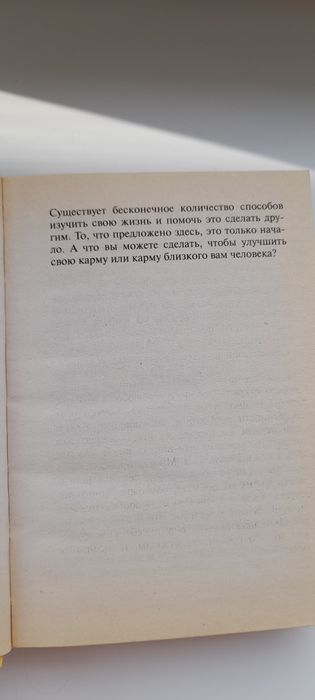 Существует бесконечное количество способов
изучить свою жизнь и помочь это сделать дру-
гим. То, что предложено здесь, это только нача-
ло. А что вы можете сделать, чтобы улучшить
свою карму или карму близкого вам человека?